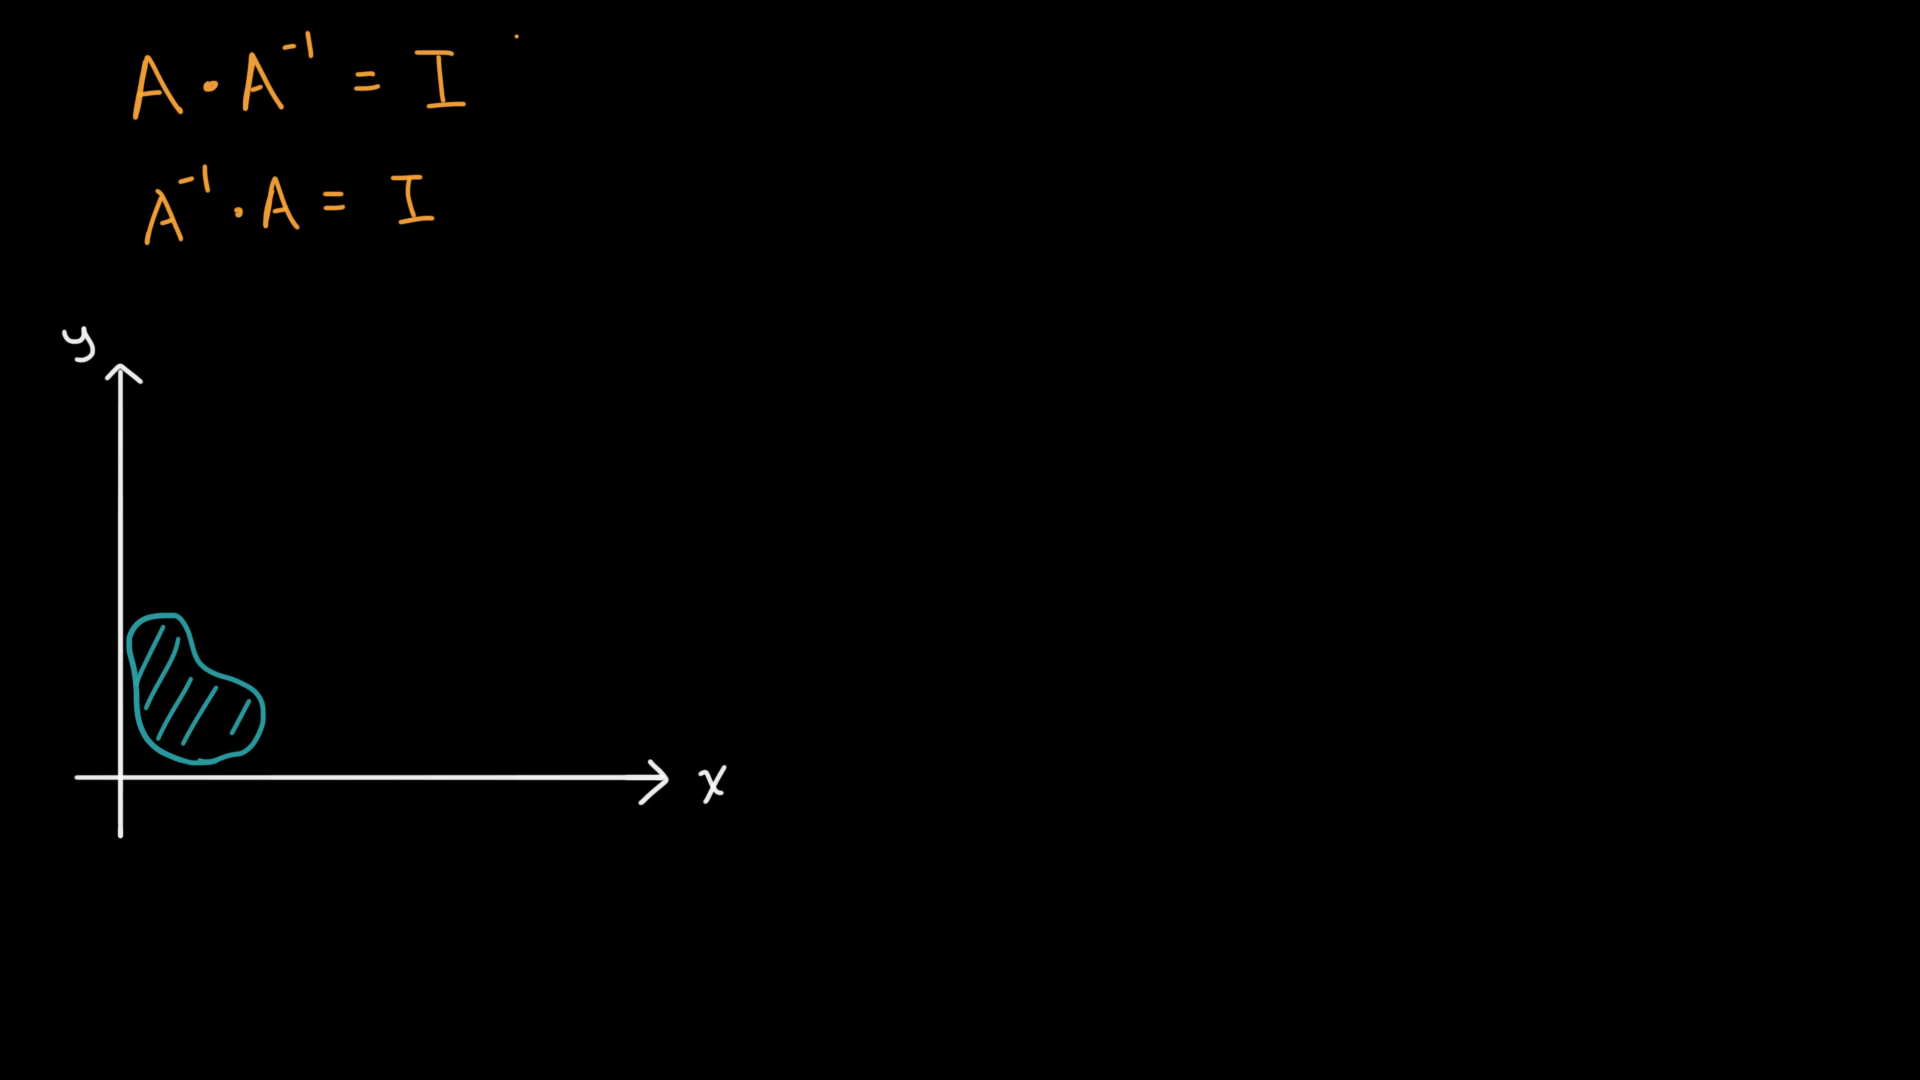 A · A⁻¹ = I
A⁻¹ · A = I
y
x